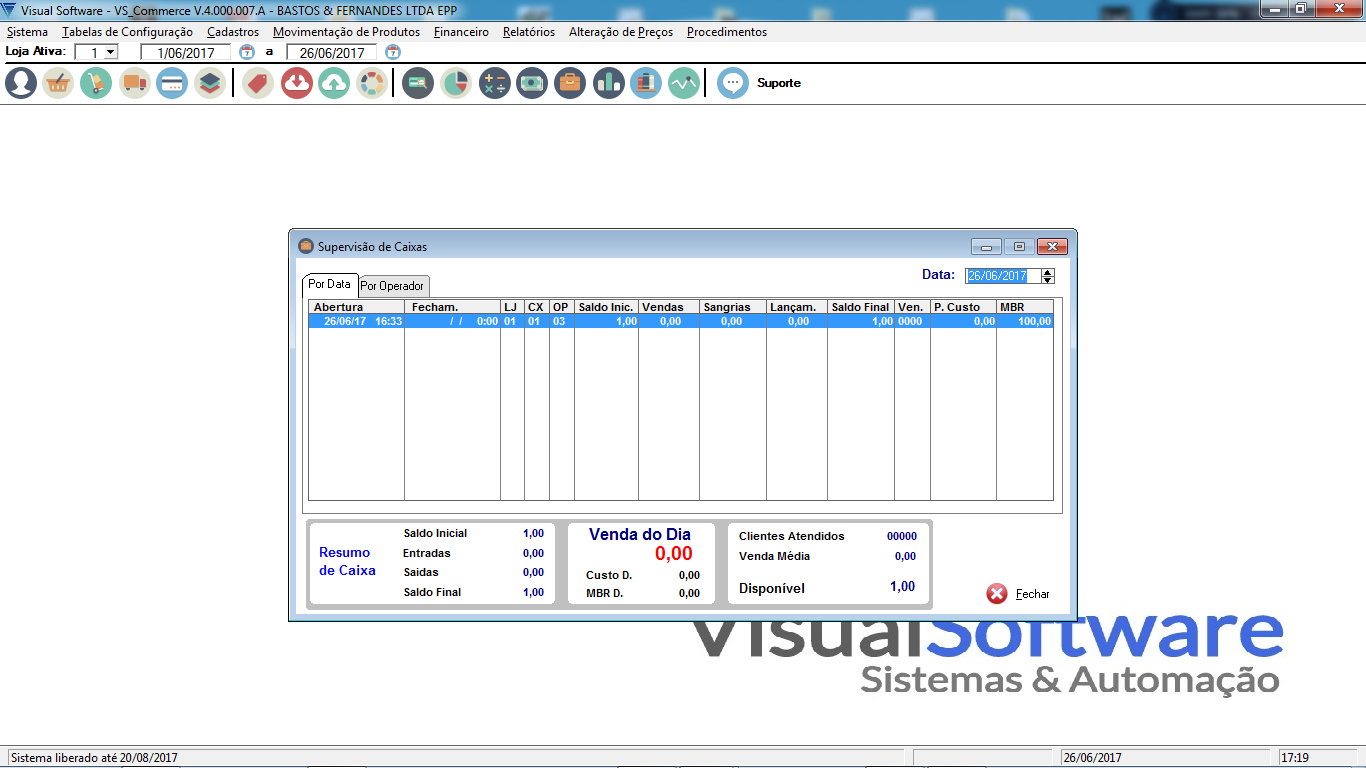 Visual Software - VS_Commerce V.4.000.007.A - BASTOS & FERNANDES LTDA EPP
Sistema Tabelas de Configuração Cadastros Movimentação de Produtos Financeiro Relatórios Alteração de Preços Procedimentos
Loja Ativa: 1 1/06/2017 a 26/06/2017
Suporte
Supervisão de Caixas
Data: 26/06/2017
Por Data Por Operador
Abertura Fecham. LJ CX OP Saldo Inic. Vendas Sangrias Lançam. Saldo Final Ven. P. Custo MBR
26/06/17 16:33 / / 0:00 01 01 03 1,00 0,00 0,00 0,00 1,00 0000 0,00 100,00
Resumo de Caixa
Saldo Inicial 1,00
Entradas 0,00
Saidas 0,00
Saldo Final 1,00
Venda do Dia
0,00
Custo D. 0,00
MBR D. 0,00
Clientes Atendidos 00000
Venda Média 0,00
Disponível 1,00
Fechar
VisualSoftware
Sistemas & Automação
Sistema liberado até 20/08/2017 26/06/2017 17:19